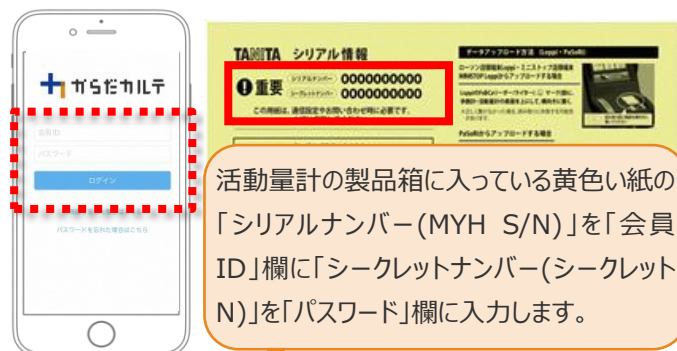 からだカルテ
会員ID
パスワード
ログイン
パスワードを忘れた場合はこちら
TANITA シリアル情報
重要
シリアルナンバー 0000000000
シークレットナンバー 0000000000
この用紙は、通信設定やお問い合わせ時に必要です。
データアップロード方法 (Loppi・PaSoRi)
PaSoRiからアップロードする場合
活動量計の製品箱に入っている黄色い紙の
「シリアルナンバー(MYH S/N)」を「会員
ID」欄に「シークレットナンバー(シークレット
N)」を「パスワード」欄に入力します。